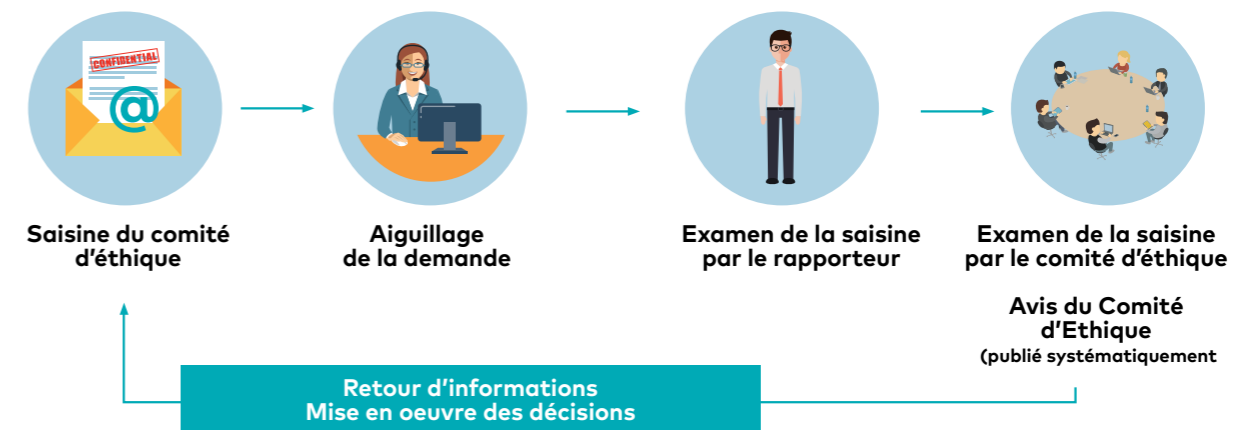 CONFIDENTIAL
@
Saisine du comité
d'éthique
Aiguillage
de la demande
Examen de la saisine
par le rapporteur
Examen de la saisine
par le comité d'éthique
Avis du Comité
d'Ethique
(publié systématiquement
Retour d'informations
Mise en oeuvre des décisions